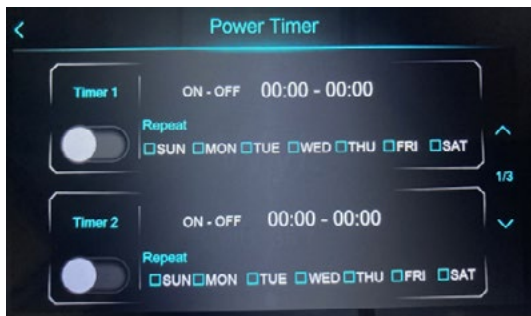 Power Timer
Timer 1
ON - OFF 00:00 - 00:00
Repeat
SUN MON TUE WED THU FRI SAT
1/3
Timer 2
ON - OFF 00:00 - 00:00
Repeat
SUN MON TUE WED THU FRI SAT